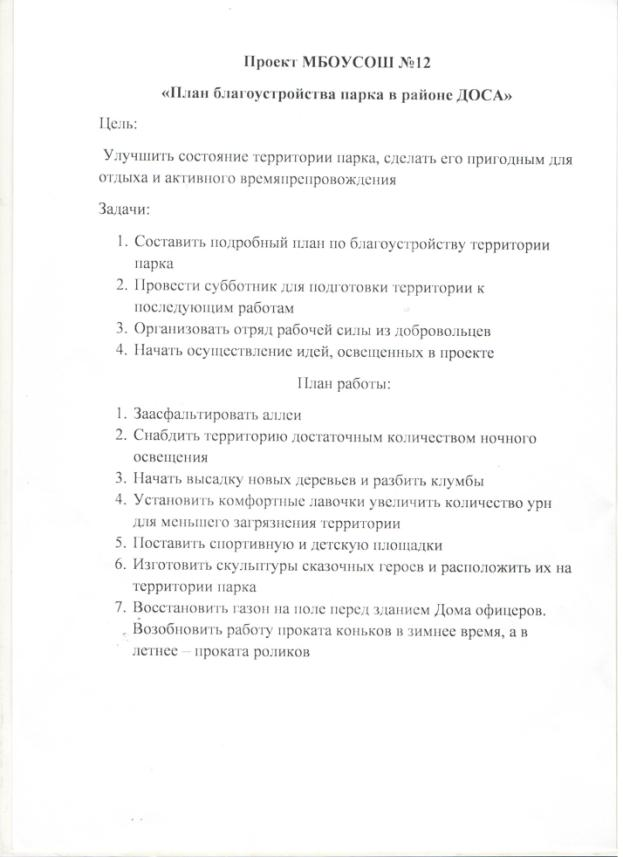 Проект МБОУСОШ №12
«План благоустройства парка в районе ДОСА»
Цель:
Улучшить состояние территории парка, сделать его пригодным для
отдыха и активного времяпрепровождения
Задачи:
1. Составить подробный план по благоустройству территории
парка
2. Провести субботник для подготовки территории к
последующим работам
3. Организовать отряд рабочей силы из добровольцев
4. Начать осуществление идей, освещенных в проекте
План работы:
1. Заасфальтировать аллеи
2. Снабдить территорию достаточным количеством ночного
освещения
3. Начать высадку новых деревьев и разбить клумбы
4. Установить комфортные лавочки увеличить количество урн
для меньшего загрязнения территории
5. Поставить спортивную и детскую площадки
6. Изготовить скульптуры сказочных героев и расположить их на
территории парка
7. Восстановить газон на поле перед зданием Дома офицеров.
Возобновить работу проката коньков в зимнее время, а в
летнее – проката роликов